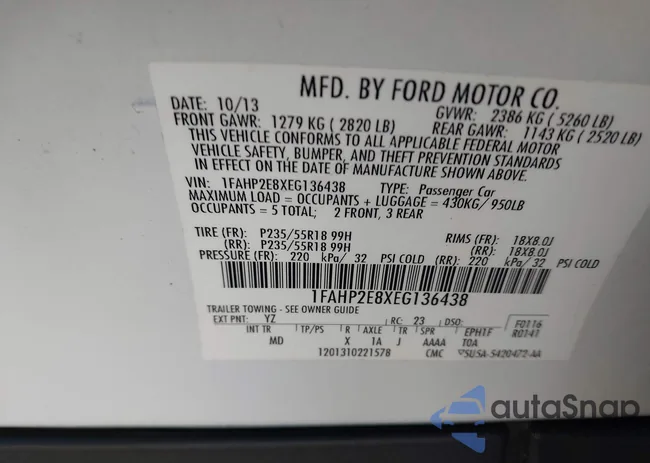 MFD. BY FORD MOTOR CO.
DATE: 10/13 GVWR: 2386 KG ( 5260 LB)
FRONT GAWR: 1279 KG ( 2820 LB) REAR GAWR: 1143 KG ( 2520 LB)
THIS VEHICLE CONFORMS TO ALL APPLICABLE FEDERAL MOTOR
VEHICLE SAFETY, BUMPER, AND THEFT PREVENTION STANDARDS
IN EFFECT ON THE DATE OF MANUFACTURE SHOWN ABOVE.
VIN: 1FAHP2E8XEG136438 TYPE: Passenger Car
MAXIMUM LOAD = OCCUPANTS + LUGGAGE = 430KG/ 950LB
OCCUPANTS = 5 TOTAL; 2 FRONT, 3 REAR
TIRE (FR): P235/55R18 99H RIMS (FR): 18X8.0J
(RR): P235/55R18 99H (RR): 18X8.0J
PRESSURE (FR): 220 kPa/ 32 PSI COLD (RR): 220 kPa/ 32 PSI COLD
1FAHP2E8XEG136438
TRAILER TOWING - SEE OWNER GUIDE
EXT PNT: YZ RC: 23 DSO: F0116
R0141
INT TR TP/PS R AXLE TR SPR EPH1F
MD X 1A J AAAA TOA
1201310221578 CMC 5U5A-5420472-AA
autoSnap